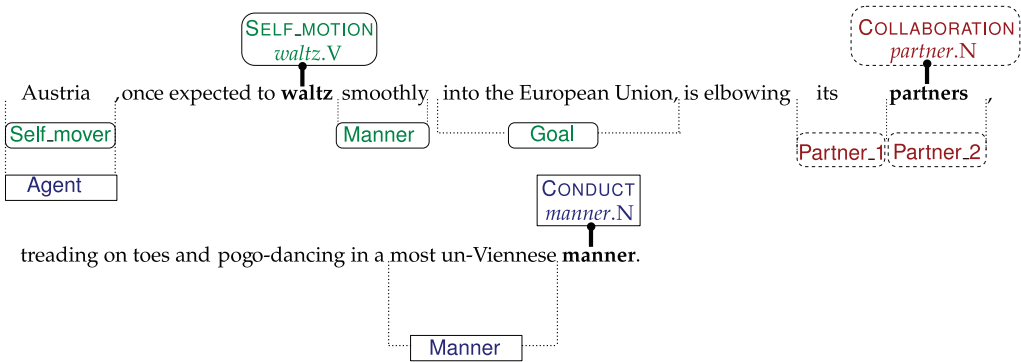 SELF_MOTION COLLABORATION
waltz.V partner.N
Austria , once expected to waltz smoothly into the European Union, is elbowing its partners ,
Self_mover Manner Goal Partner_1 Partner_2
Agent CONDUCT
manner.N
treading on toes and pogo-dancing in a most un-Viennese manner.
Manner